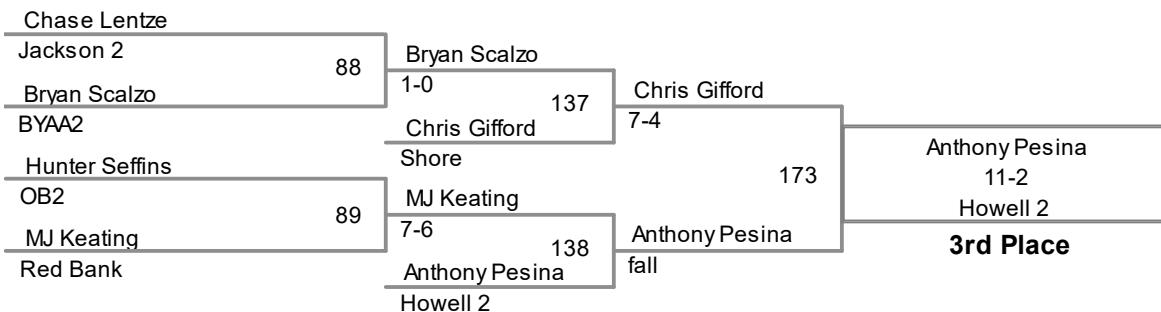 Chase Lentze
Jackson 2
88
Bryan Scalzo
BYAA2
Hunter Seffins
OB2
89
MJ Keating
Red Bank
Bryan Scalzo
1-0
137
Chris Gifford
Shore
MJ Keating
7-6
138
Anthony Pesina
Howell 2
Chris Gifford
7-4
173
Anthony Pesina
fall
Anthony Pesina
11-2
Howell 2
3rd Place